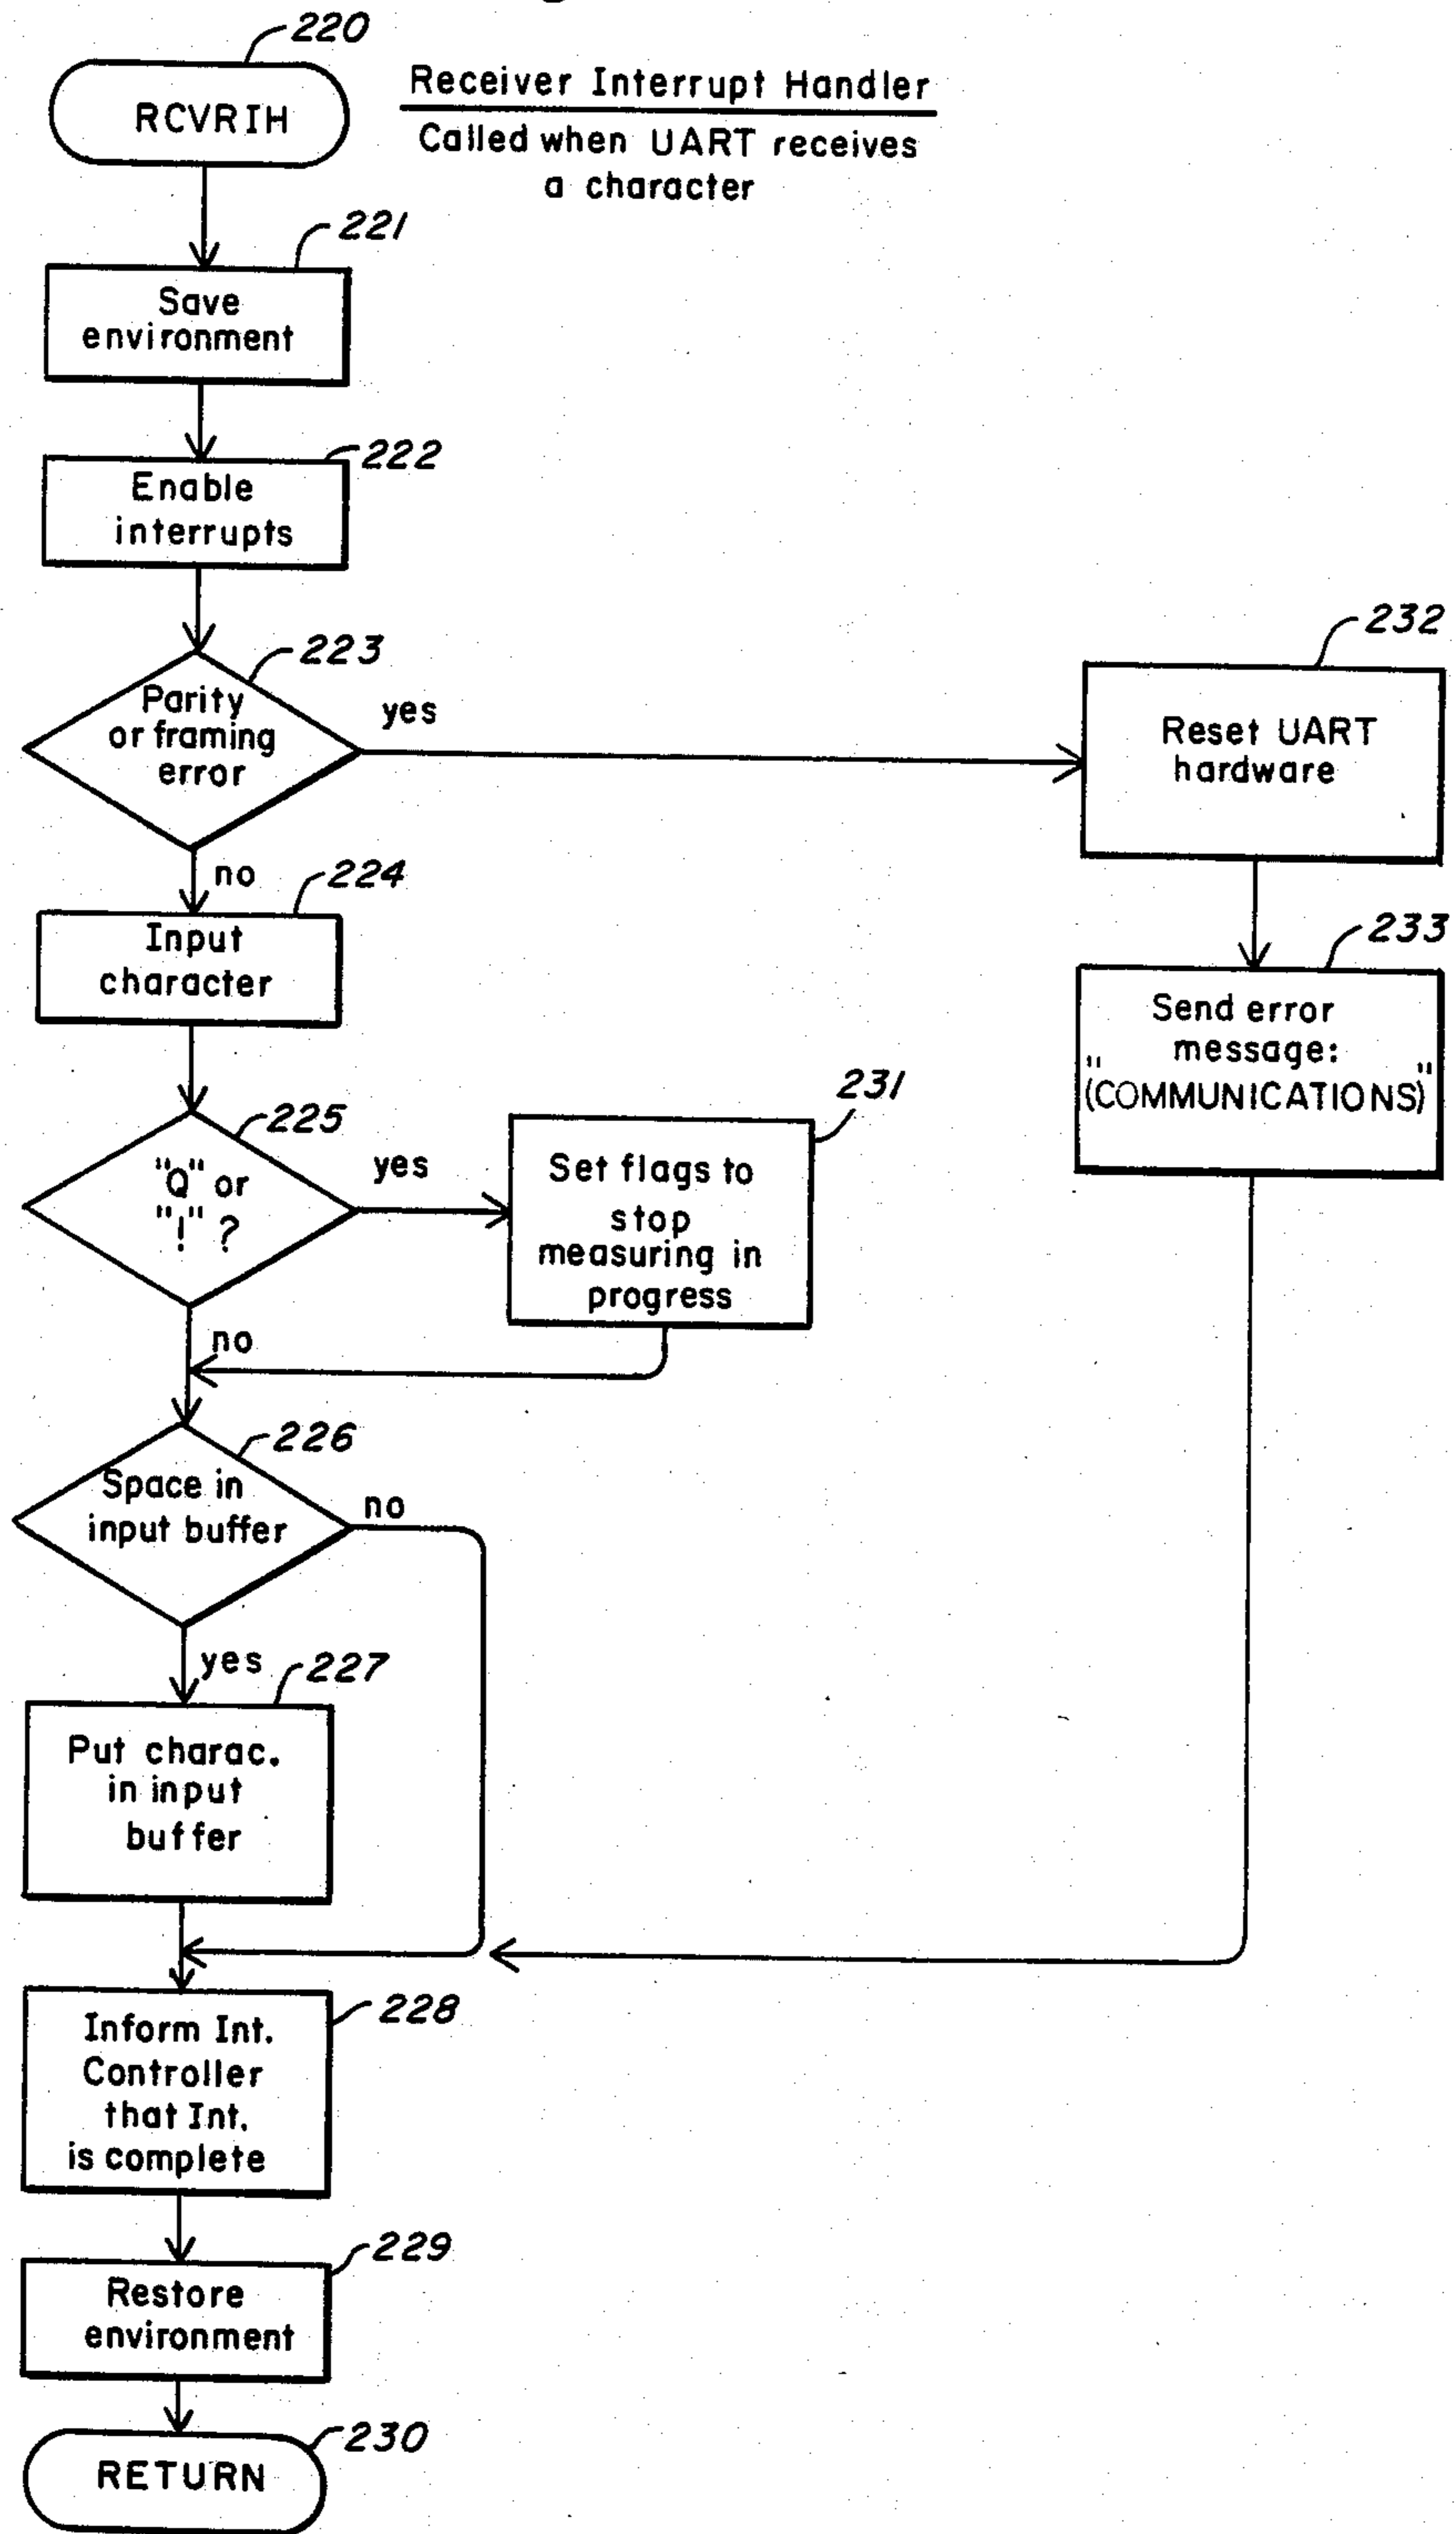 220
RCVRIH
Receiver Interrupt Handler
Called when UART receives
a character
221
Save
environment
222
Enable
interrupts
223
Parity
or framing
error
yes
no
232
Reset UART
hardware
224
Input
character
233
Send error
message:
"(COMMUNICATIONS)"
225
"Q" or
"!" ?
yes
no
231
Set flags to
stop
measuring in
progress
226
Space in
input buffer
no
yes
227
Put charac.
in input
buffer
228
Inform Int.
Controller
that Int.
is complete
229
Restore
environment
230
RETURN